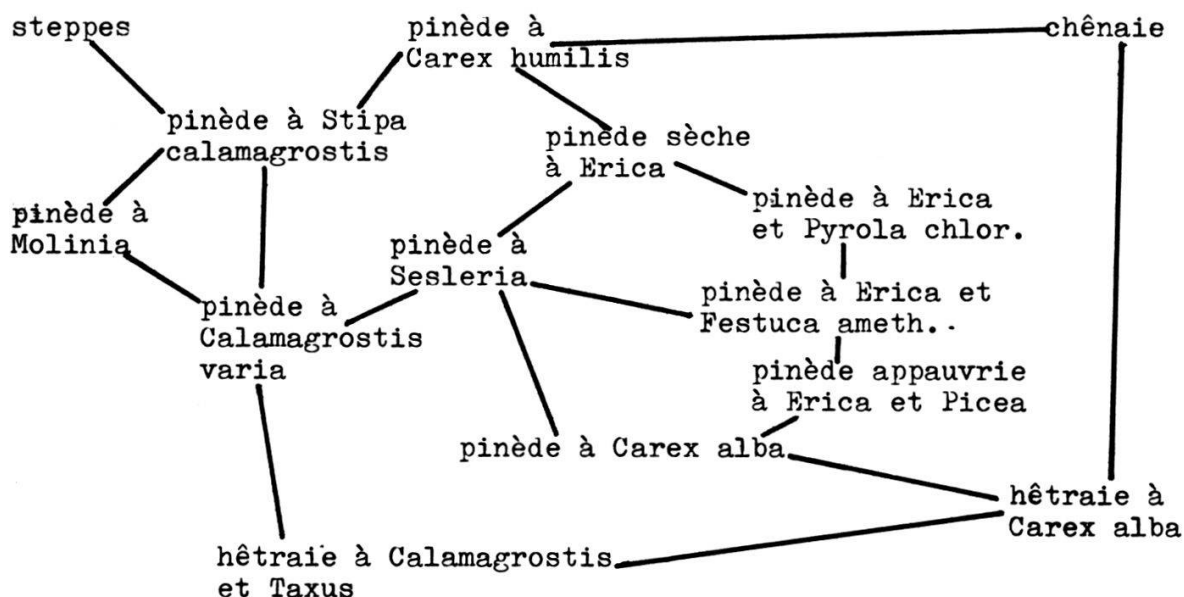 steppes
pinède à
Carex humilis
chênaie
pinède à Stipa
calamagrostis
pinède sèche
à Erica
pinède à
Molinia
pinède à Erica
et Pyrola chlor.
pinède à
Sesleria
pinède à
Calamagrostis
varia
pinède à Erica et
Festuca ameth..
pinède appauvrie
à Erica et Picea
pinède à Carex alba
hêtraie à
Carex alba
hêtraie à Calamagrostis
et Taxus